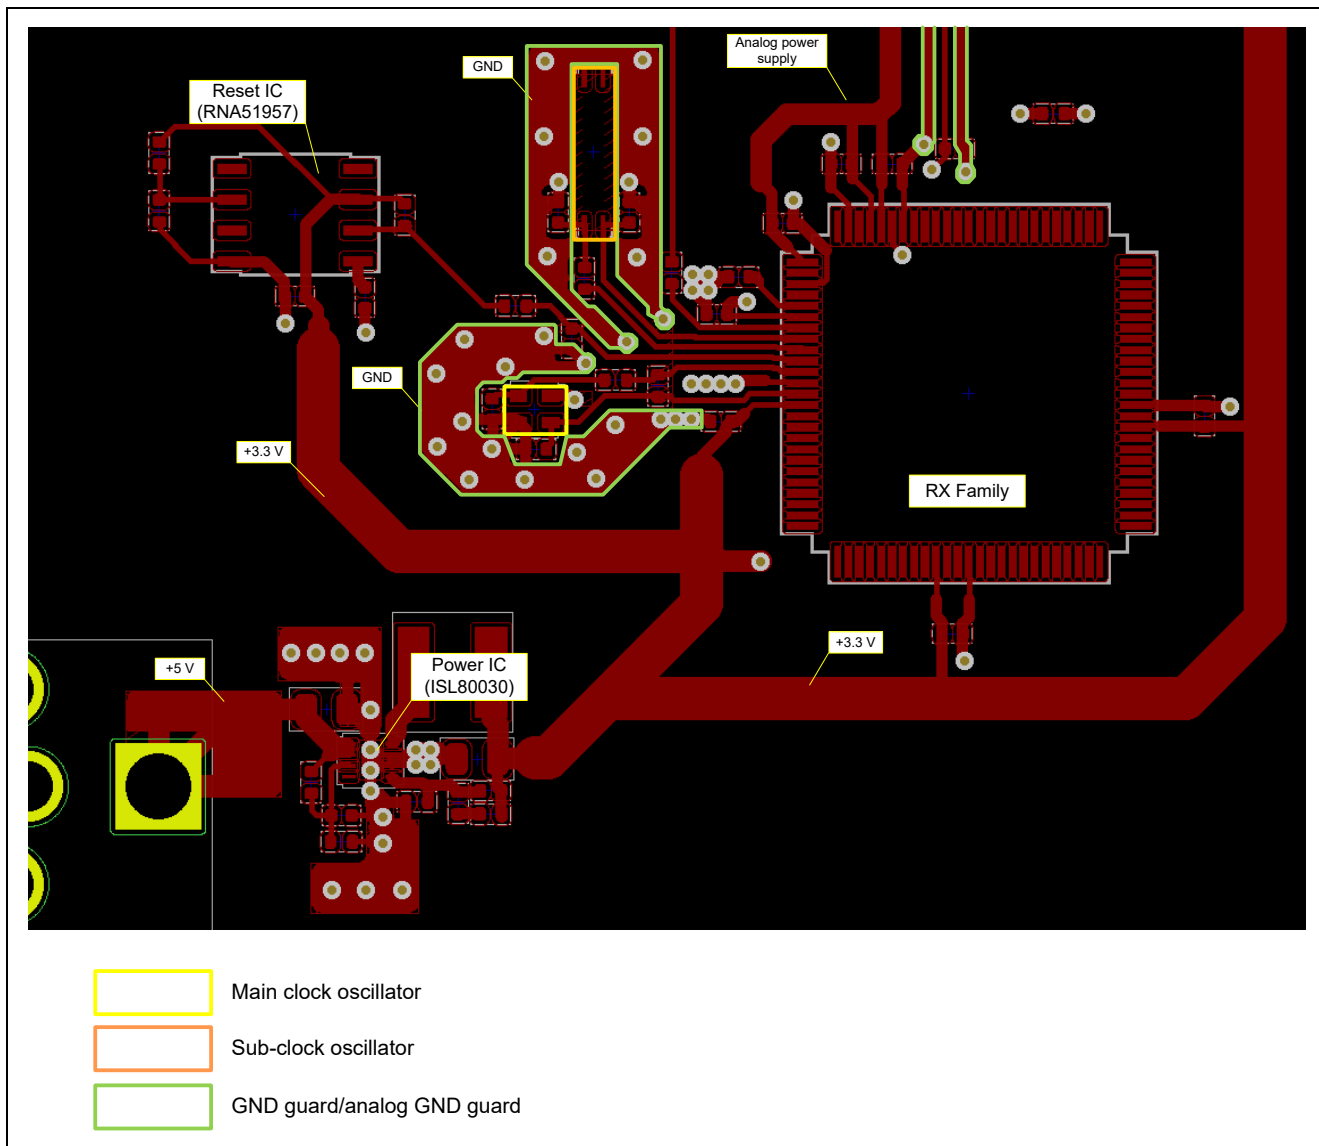 Analog power
supply
GND
Reset IC
(RNA51957)
GND
+3.3 V
RX Family
+3.3 V
+5 V
Power IC
(ISL80030)
Main clock oscillator
Sub-clock oscillator
GND guard/analog GND guard